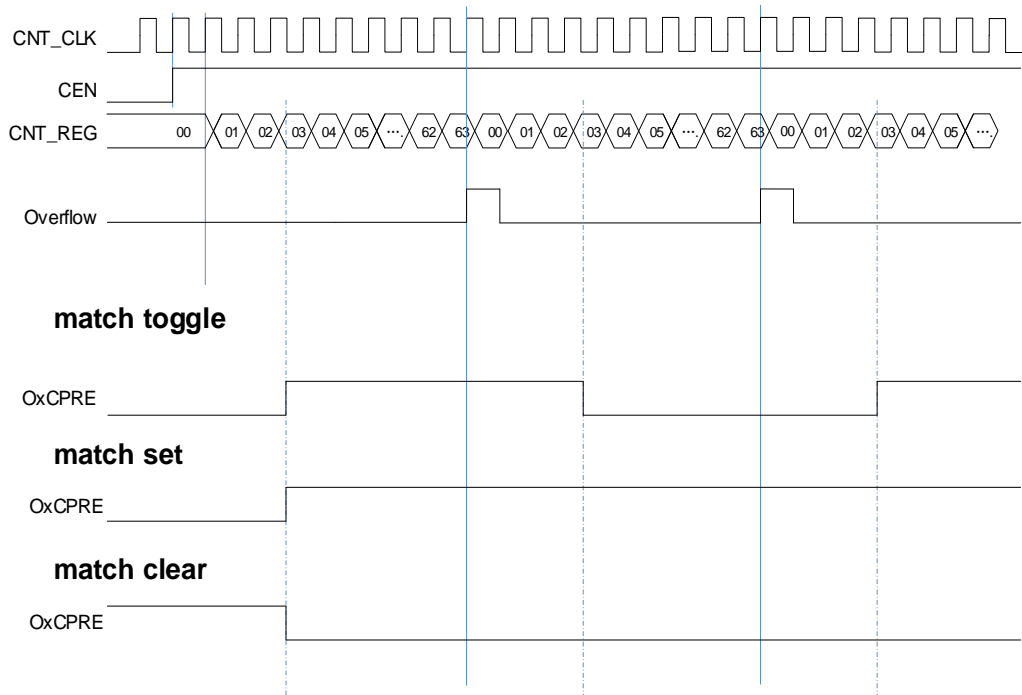 CNT_CLK
CEN
CNT_REG 00 01 02 03 04 05 ···. 62 63 00 01 02 03 04 05 ···. 62 63 00 01 02 03 04 05 ···.
Overflow
match toggle
OxCPRE
match set
OxCPRE
match clear
OxCPRE